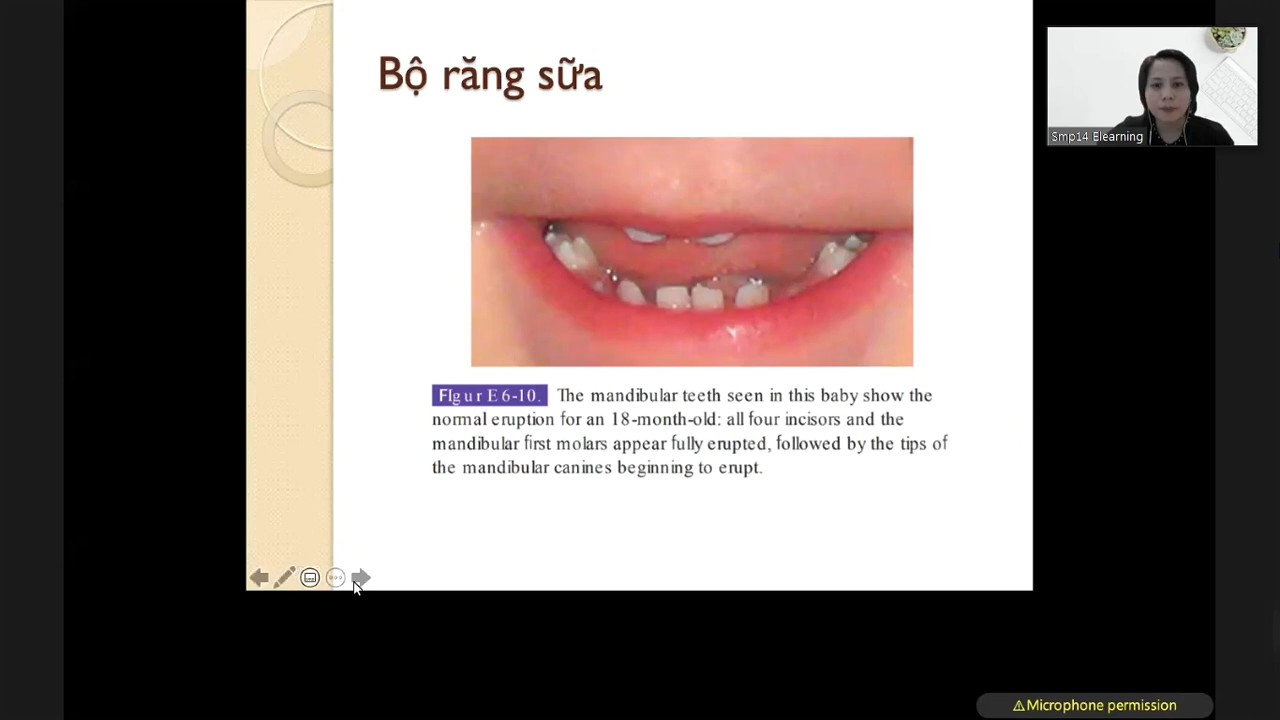 Bộ răng sữa
FIgurE 6-10. The mandibular teeth seen in this baby show the
normal eruption for an 18-month-old: all four incisors and the
mandibular first molars appear fully erupted, followed by the tips of
the mandibular canines beginning to erupt.
Smp14 Elearning
⚠Microphone permission